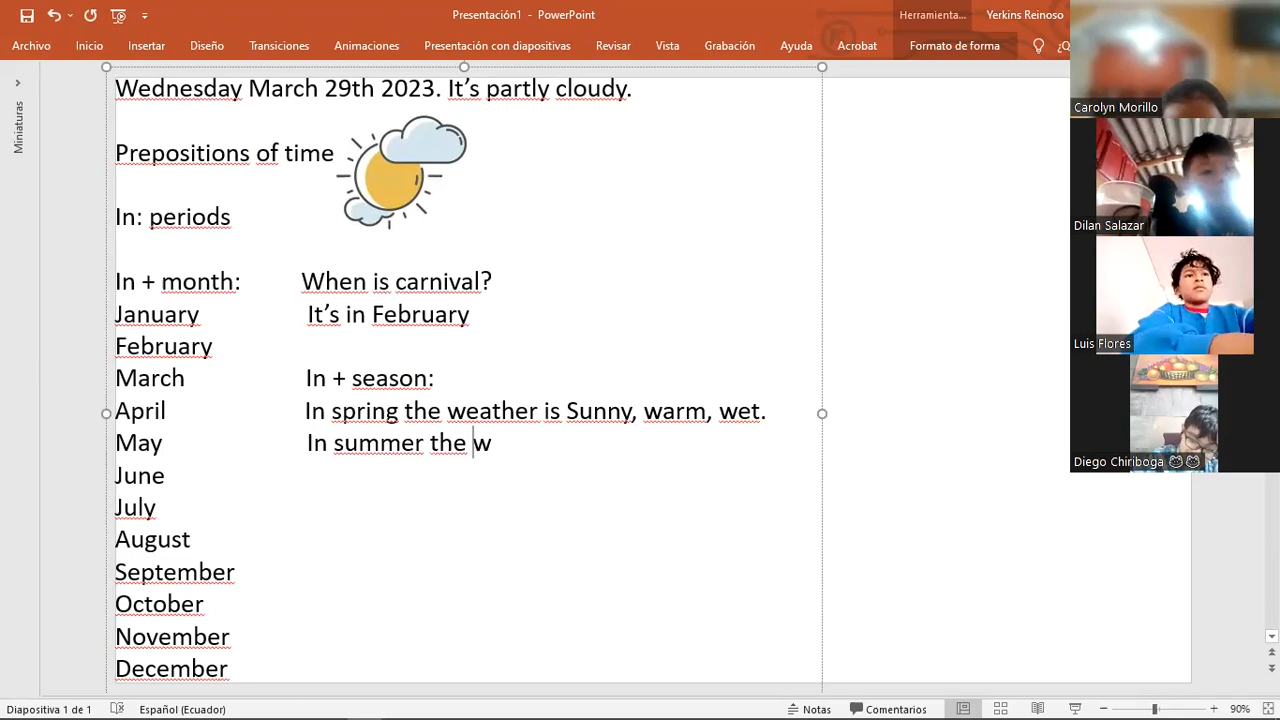 Presentación1 - PowerPoint
Herramienta...
Yerkins Reinoso
Archivo
Inicio
Insertar
Diseño
Transiciones
Animaciones
Presentación con diapositivas
Revisar
Vista
Grabación
Ayuda
Acrobat
Formato de forma
Miniaturas
Wednesday March 29th 2023. It's partly cloudy.
Prepositions of time
In: periods
In + month: When is carnival?
January It's in February
February
March In + season:
April In spring the weather is Sunny, warm, wet.
May In summer the w
June
July
August
September
October
November
December
Carolyn Morillo
Dilan Salazar
Luis Flores
Diego Chiriboga 🐱🐱
Diapositiva 1 de 1
Español (Ecuador)
Notas
Comentarios
90%